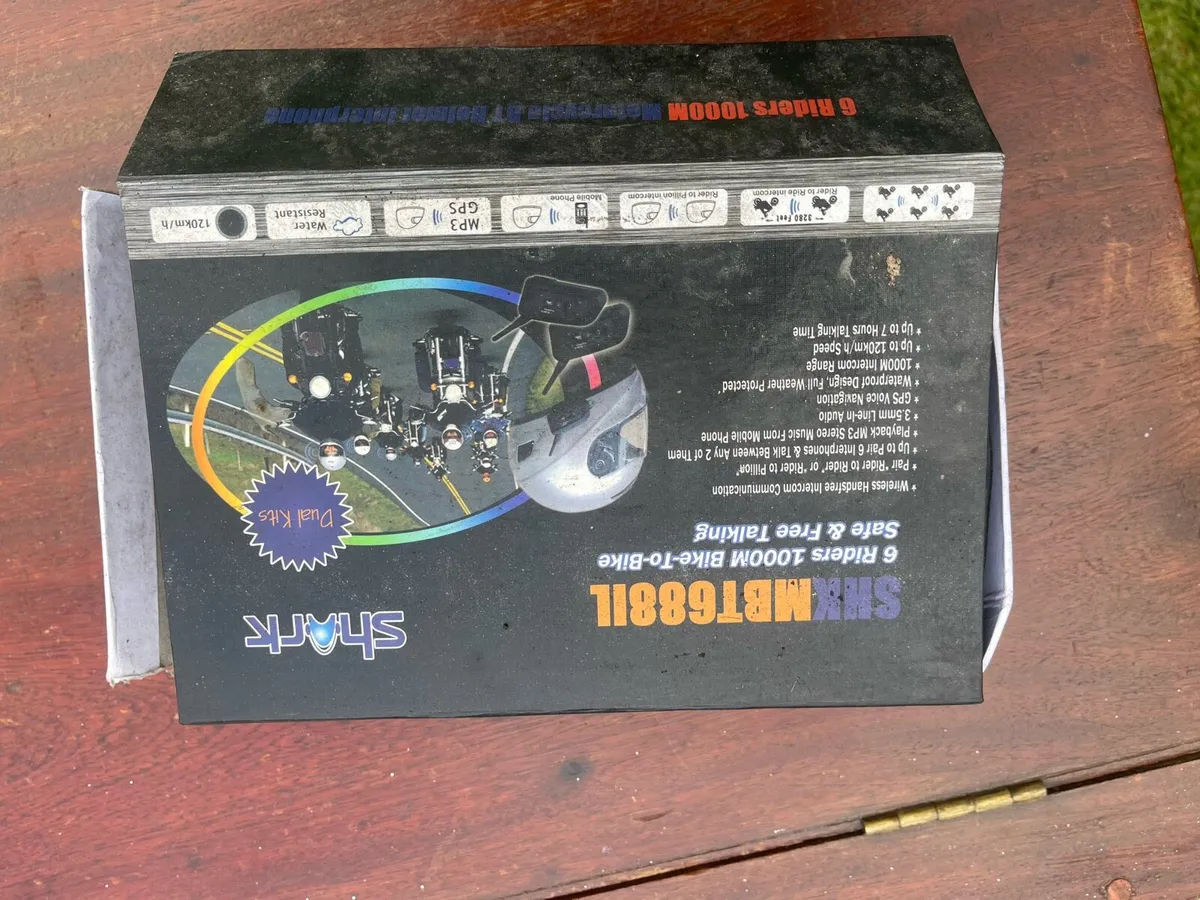 Shark
SHXMBT688IL
6 Riders 1000M Bike-To-Bike
Safe & Free Talking
* Wireless Handsfree Intercom Communication
* Pair "Rider to Rider" or "Rider to Pillion"
* Up to Pair 6 Interphones & Talk Between Any 2 of Them
* Playback MP3 Stereo Music From Mobile Phone
* 3.5mm Line-in Audio
* GPS Voice Navigation
* Waterproof Design, Full Weather Protected
* 1000M Intercom Range
* Up to 120km/h Speed
* Up to 7 Hours Talking Time
Dual Kits
3280 Feet
Rider to Ride intercom
Rider to Pillion intercom
Mobile Phone
MP3
GPS
Water
Resistant
120km/h
6 Riders 1000M Motorcycle BT Helmet Interphone